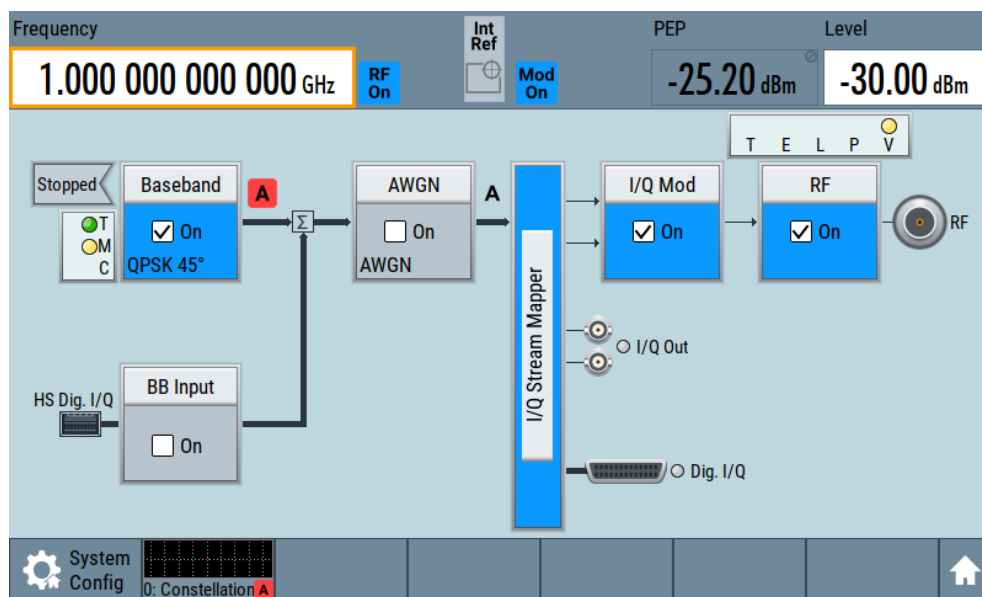 Frequency
Int
Ref
PEP
Level
1.000 000 000 000 GHz
RF
On
Mod
On
-25.20 dBm
-30.00 dBm
T E L P V
Stopped
Baseband
A
AWGN
A
I/Q Mod
RF
T
M
C
On
Σ
On
On
On
RF
QPSK 45°
AWGN
I/Q Stream Mapper
I/Q Out
HS Dig. I/Q
BB Input
On
Dig. I/Q
System
Config
0: Constellation A